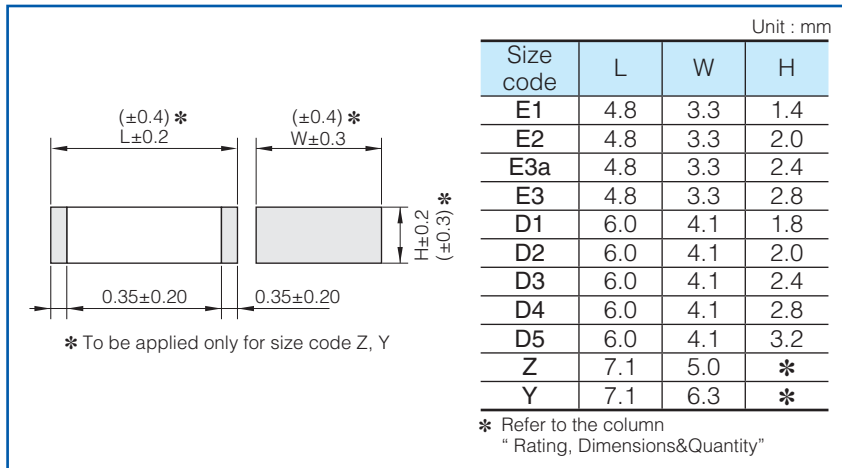 Unit : mm
(±0.4) ✻
L±0.2
(±0.4) ✻
W±0.3
H±0.2
(±0.3) ✻
0.35±0.20
0.35±0.20
✻ To be applied only for size code Z, Y
Size code L W H
E1 4.8 3.3 1.4
E2 4.8 3.3 2.0
E3a 4.8 3.3 2.4
E3 4.8 3.3 2.8
D1 6.0 4.1 1.8
D2 6.0 4.1 2.0
D3 6.0 4.1 2.4
D4 6.0 4.1 2.8
D5 6.0 4.1 3.2
Z 7.1 5.0 ✻
Y 7.1 6.3 ✻
✻ Refer to the column
“ Rating, Dimensions&Quantity”